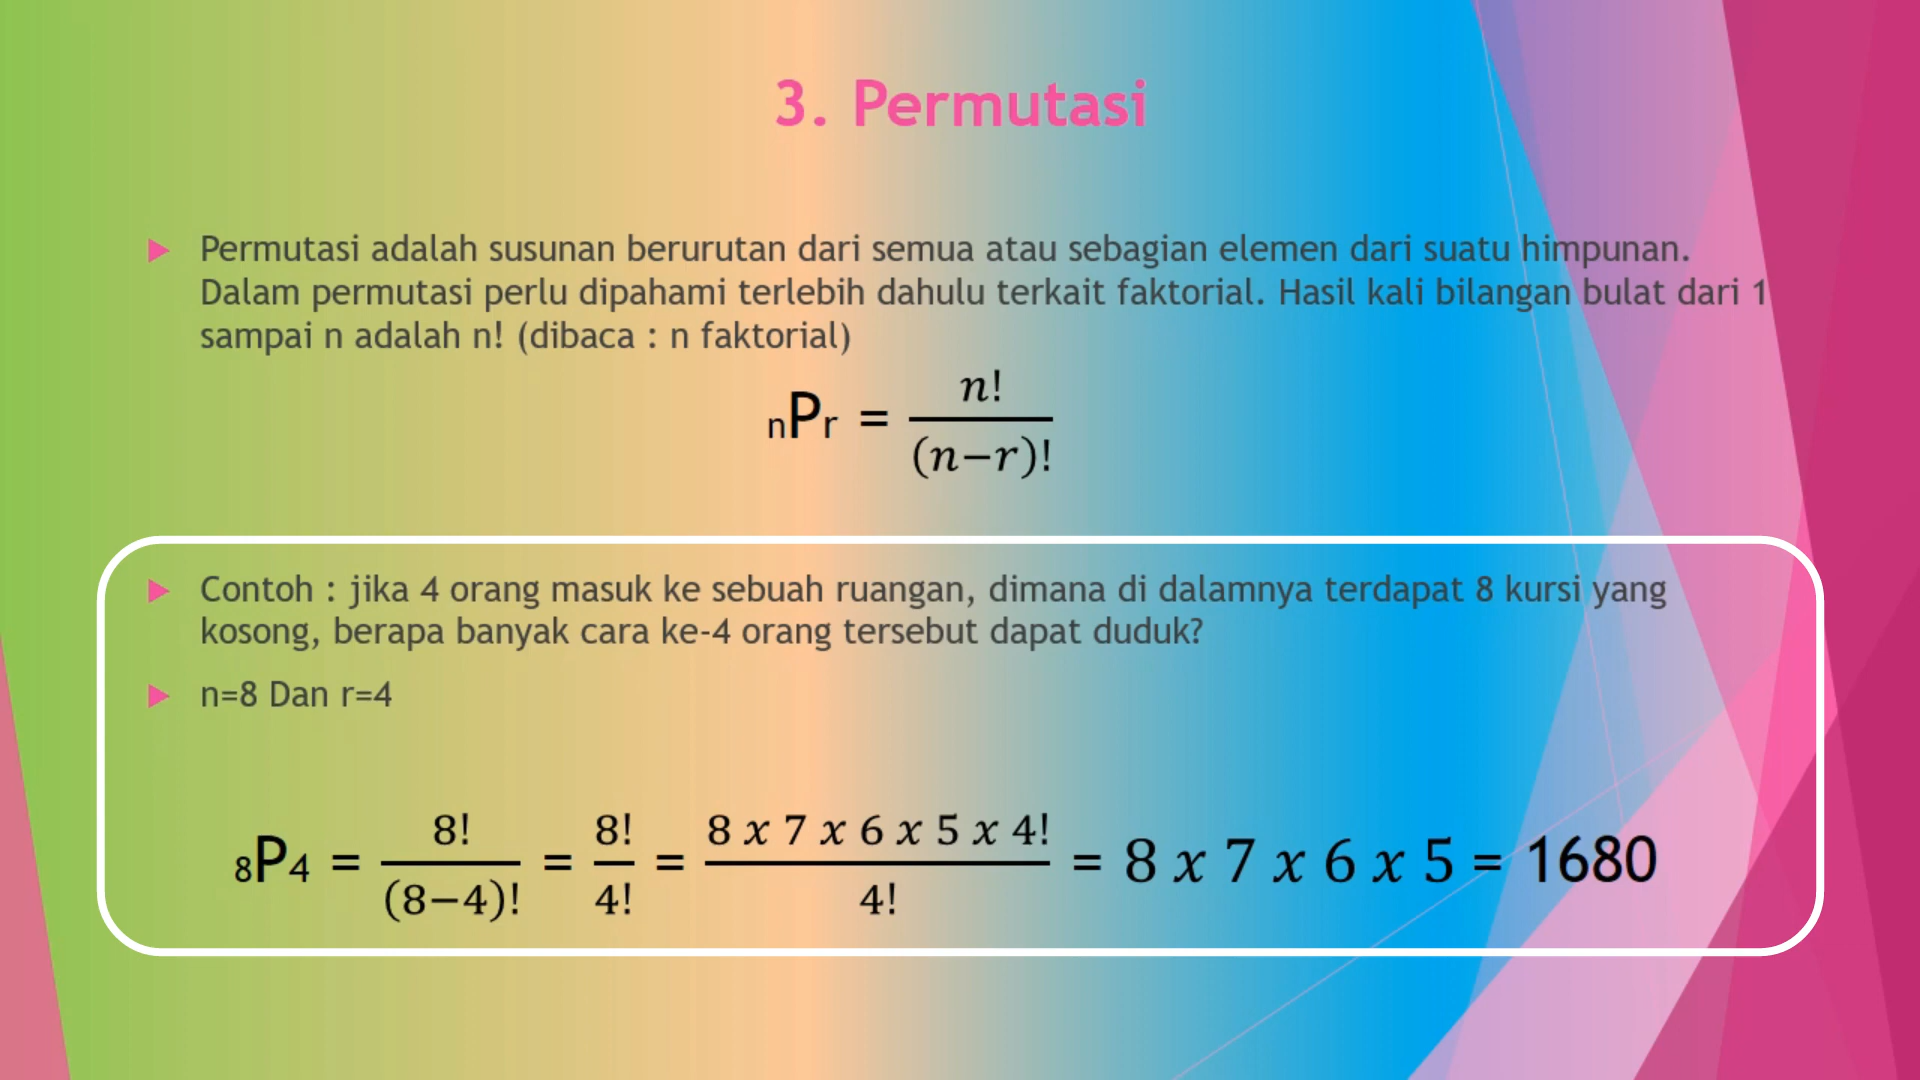 3. Permutasi
Permutasi adalah susunan berurutan dari semua atau sebagian elemen dari suatu himpunan.
Dalam permutasi perlu dipahami terlebih dahulu terkait faktorial. Hasil kali bilangan bulat dari 1
sampai n adalah n! (dibaca : n faktorial)
nPr = n! / (n−r)!
Contoh : jika 4 orang masuk ke sebuah ruangan, dimana di dalamnya terdapat 8 kursi yang
kosong, berapa banyak cara ke-4 orang tersebut dapat duduk?
n=8 Dan r=4
8P4 = 8! / (8−4)! = 8! / 4! = 8 x 7 x 6 x 5 x 4! / 4! = 8 x 7 x 6 x 5 = 1680